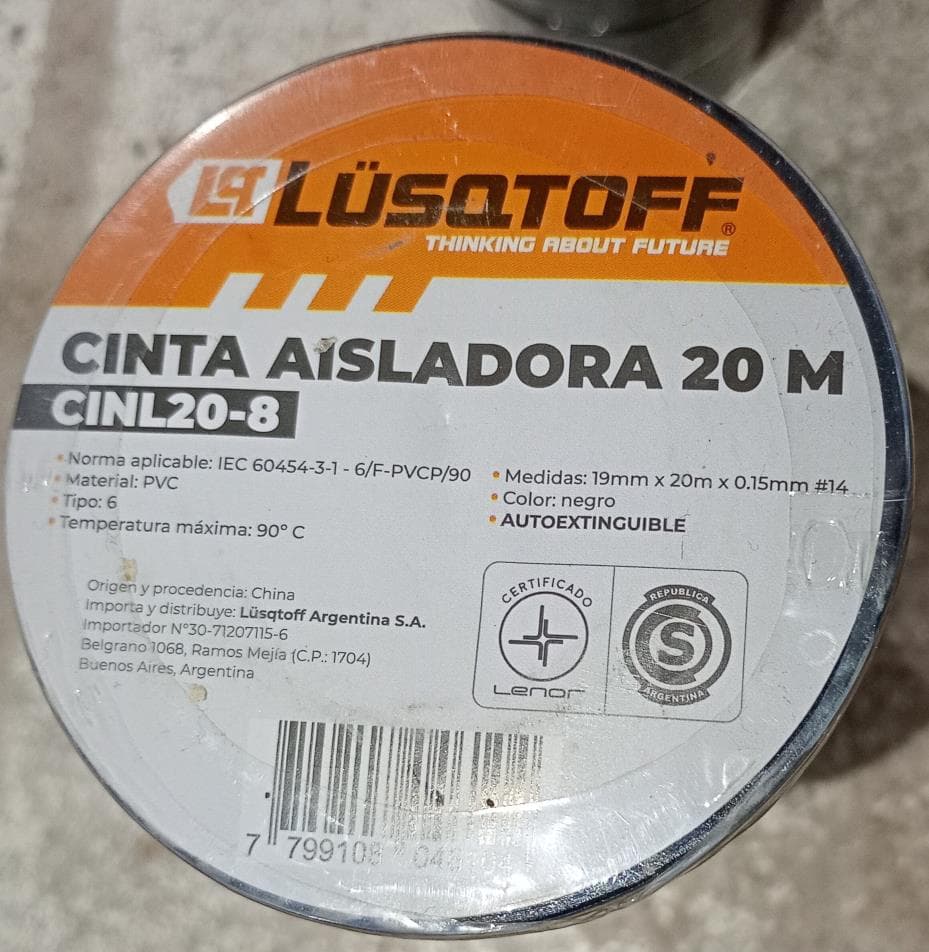 LST LÜSQTOFF®
THINKING ABOUT FUTURE
CINTA AISLADORA 20 M
CINL20-8
• Norma aplicable: IEC 60454-3-1 - 6/F-PVCP/90
• Material: PVC
• Tipo: 6
• Temperatura máxima: 90° C
• Medidas: 19mm x 20m x 0.15mm #14
• Color: negro
• AUTOEXTINGUIBLE
Origen y procedencia: China
Importa y distribuye: Lüsqtoff Argentina S.A.
Importador N°30-71207115-6
Belgrano 1068, Ramos Mejía (C.P.: 1704)
Buenos Aires, Argentina
CERTIFICADO
Lenor
REPUBLICA
S
ARGENTINA
7 799108